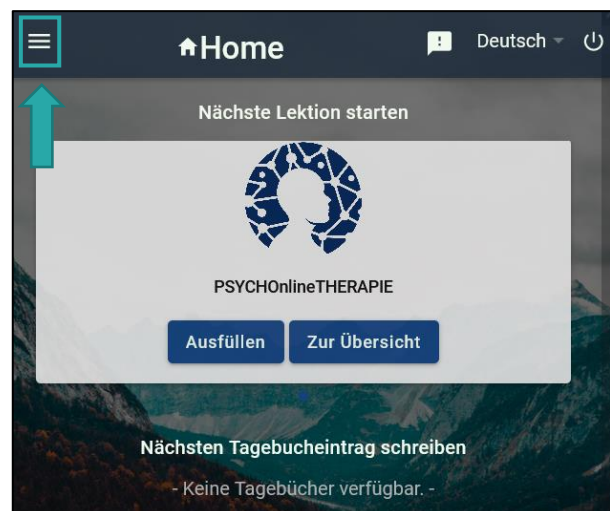 Home
Deutsch
Nächste Lektion starten
PSYCHOnlineTHERAPIE
Ausfüllen
Zur Übersicht
Nächsten Tagebucheintrag schreiben
- Keine Tagebücher verfügbar. -